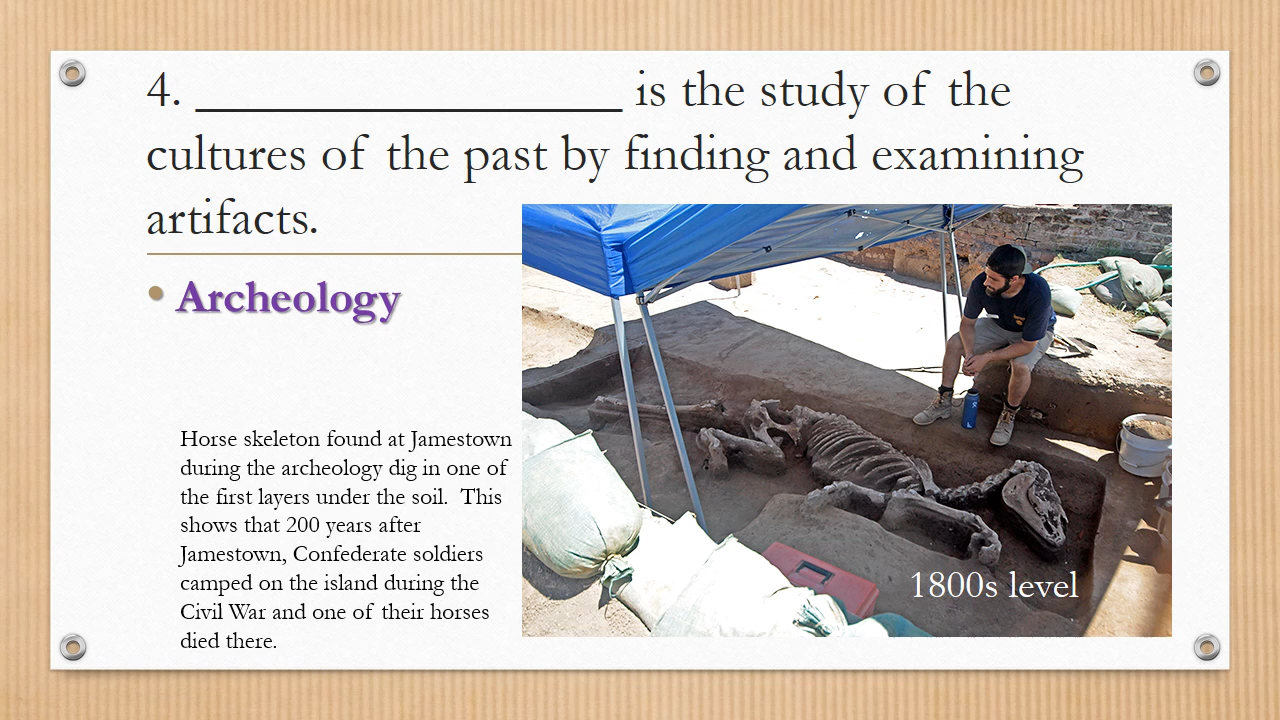 4. _________________ is the study of the
cultures of the past by finding and examining
artifacts.
• Archeology
Horse skeleton found at Jamestown
during the archeology dig in one of
the first layers under the soil.  This
shows that 200 years after
Jamestown, Confederate soldiers
camped on the island during the
Civil War and one of their horses
died there.
1800s level